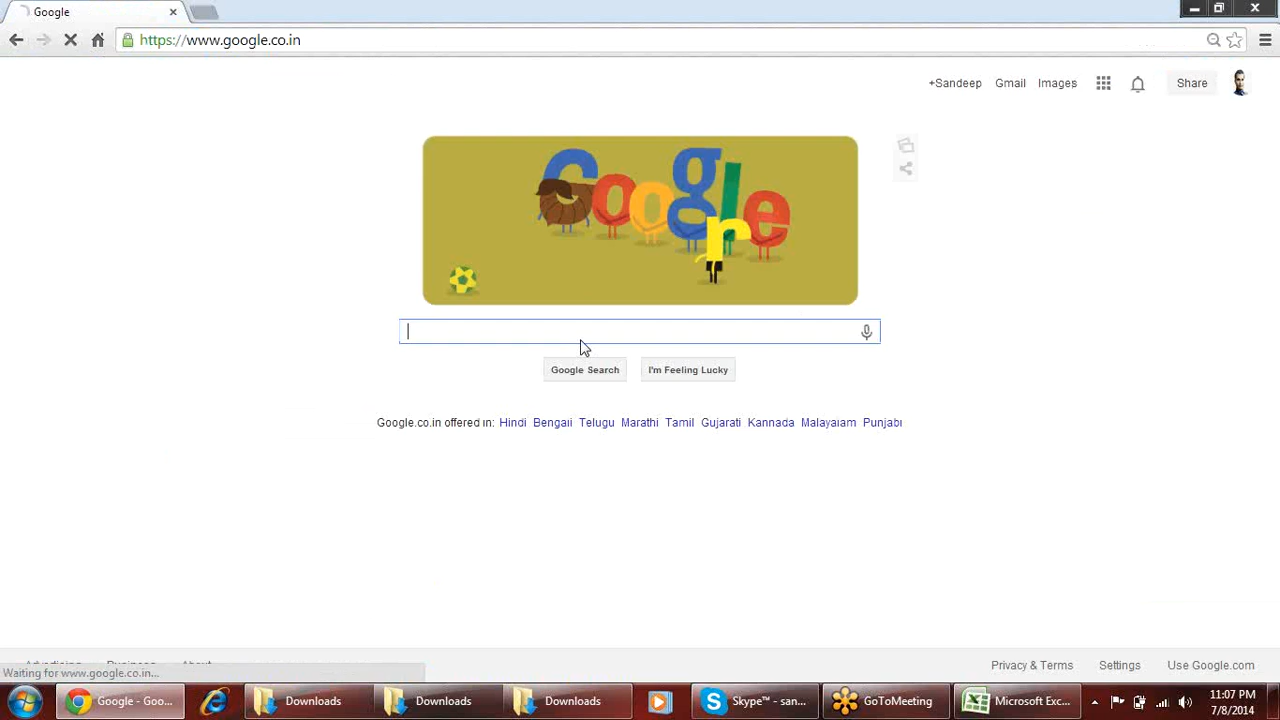 Google
https://www.google.co.in
+Sandeep Gmail Images Share
Google
r
Google Search I'm Feeling Lucky
Google.co.in offered in: Hindi Bengali Telugu Marathi Tamil Gujarati Kannada Malayalam Punjabi
Advertising Business About Privacy & Terms Settings Use Google.com
Waiting for www.google.co.in...
Google - Goo... Downloads Downloads Downloads Skype™ - san... GoToMeeting Microsoft Exc... 11:07 PM
7/8/2014